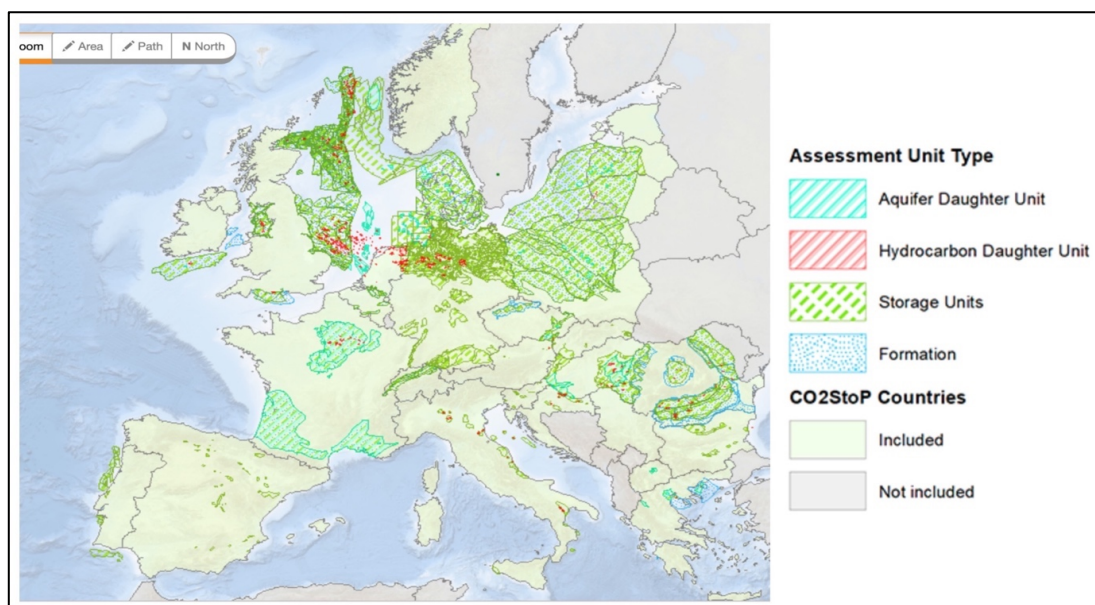 oom Area Path N North
Assessment Unit Type
Aquifer Daughter Unit
Hydrocarbon Daughter Unit
Storage Units
Formation
CO2StoP Countries
Included
Not included